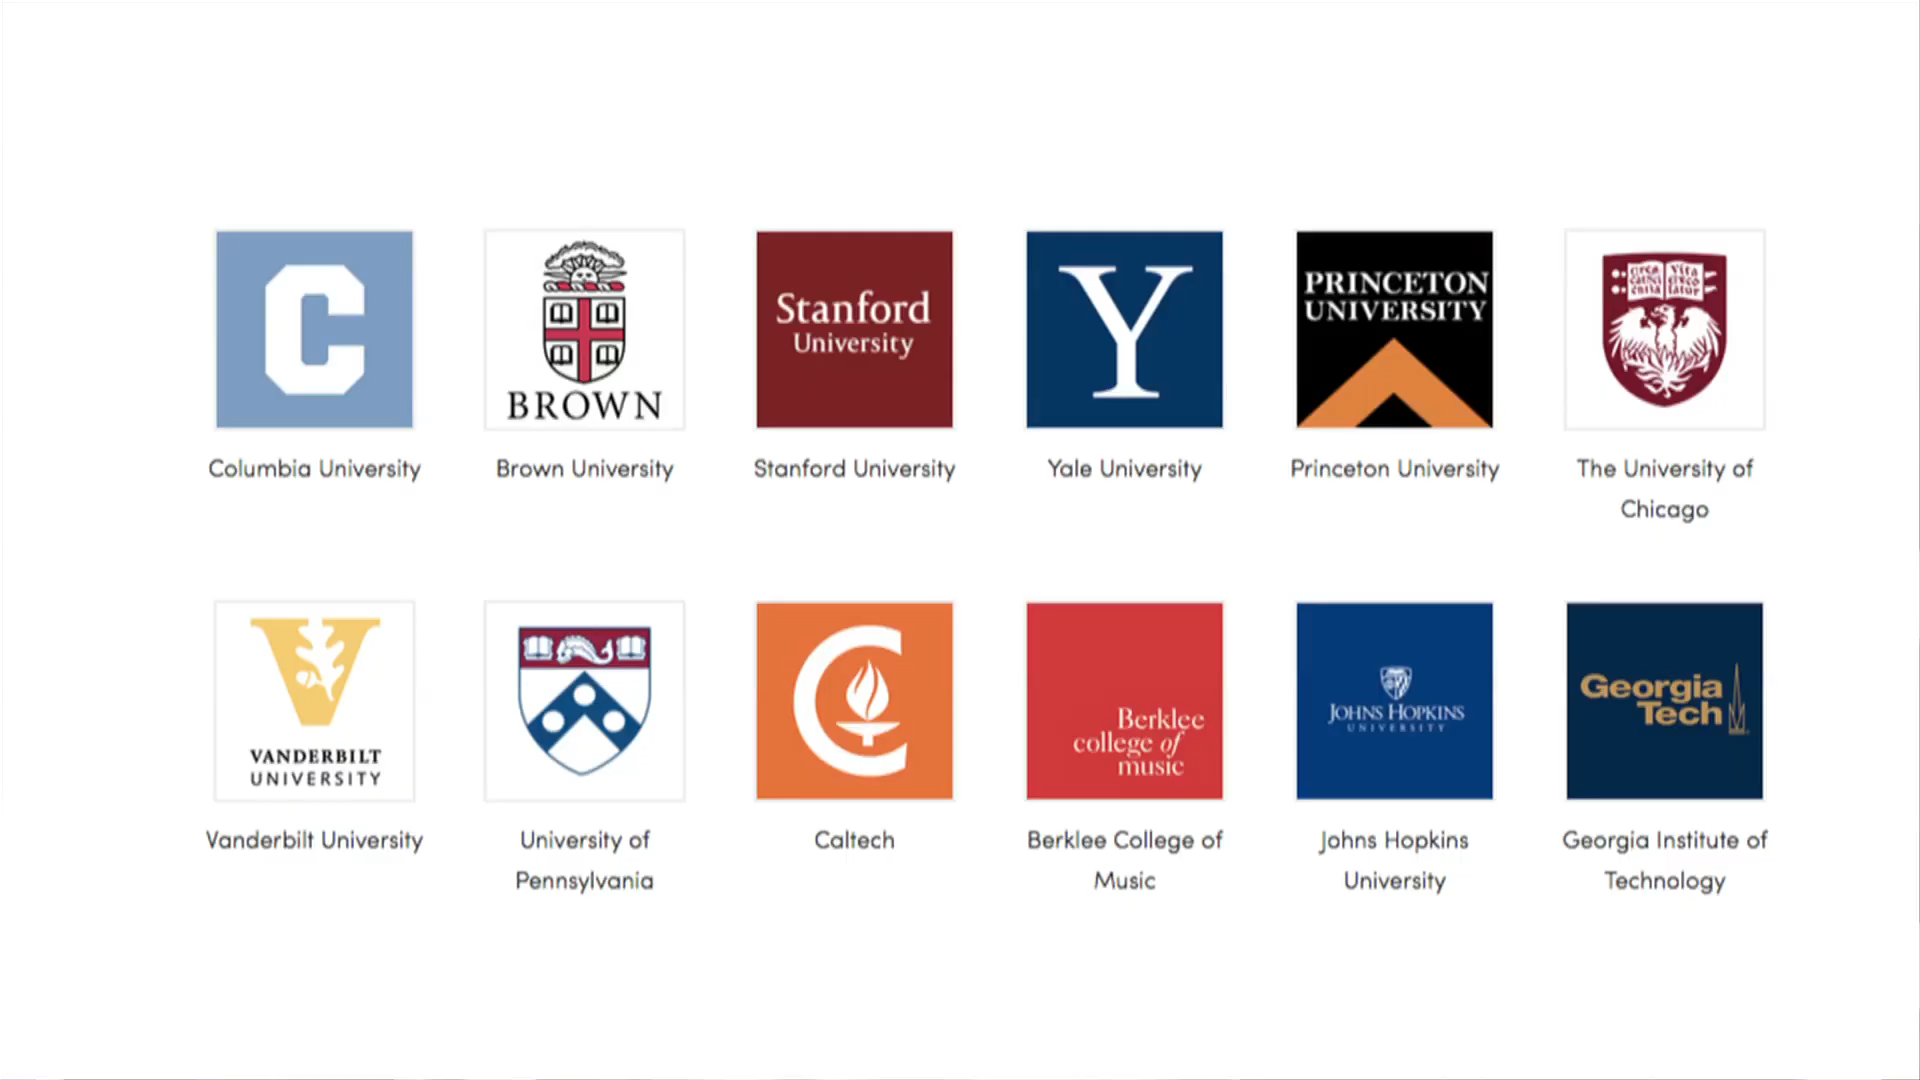 C
BROWN
Stanford
University
Y
PRINCETON
UNIVERSITY
Columbia University
Brown University
Stanford University
Yale University
Princeton University
The University of
Chicago
VANDERBILT
UNIVERSITY
C
Berklee
college of
music
JOHNS HOPKINS
UNIVERSITY
Georgia
Tech
Vanderbilt University
University of
Pennsylvania
Caltech
Berklee College of
Music
Johns Hopkins
University
Georgia Institute of
Technology